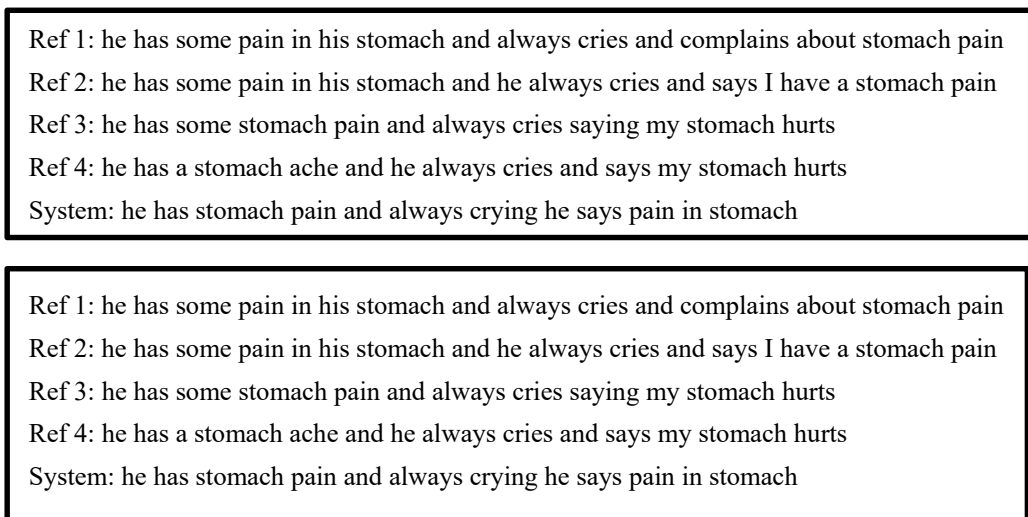 Ref 1: he has some pain in his stomach and always cries and complains about stomach pain
Ref 2: he has some pain in his stomach and he always cries and says I have a stomach pain
Ref 3: he has some stomach pain and always cries saying my stomach hurts
Ref 4: he has a stomach ache and he always cries and says my stomach hurts
System: he has stomach pain and always crying he says pain in stomach
Ref 1: he has some pain in his stomach and always cries and complains about stomach pain
Ref 2: he has some pain in his stomach and he always cries and says I have a stomach pain
Ref 3: he has some stomach pain and always cries saying my stomach hurts
Ref 4: he has a stomach ache and he always cries and says my stomach hurts
System: he has stomach pain and always crying he says pain in stomach